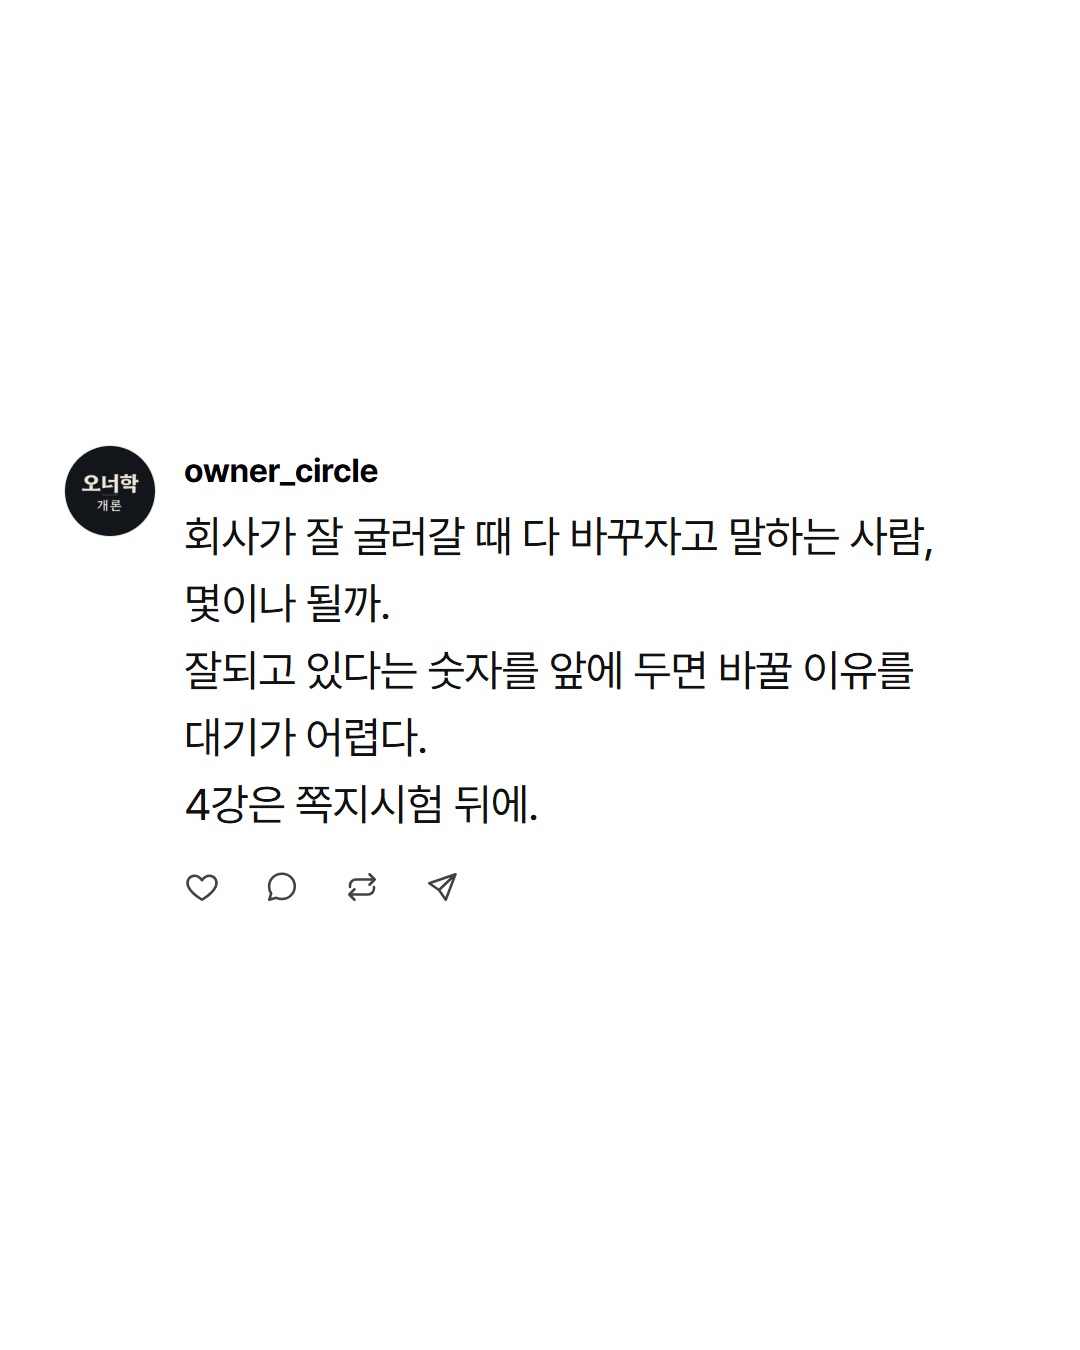 오너학
개론
owner_circle
회사가 잘 굴러갈 때 다 바꾸자고 말하는 사람,
몇이나 될까.
잘되고 있다는 숫자를 앞에 두면 바꿀 이유를
대기가 어렵다.
4강은 쪽지시험 뒤에.